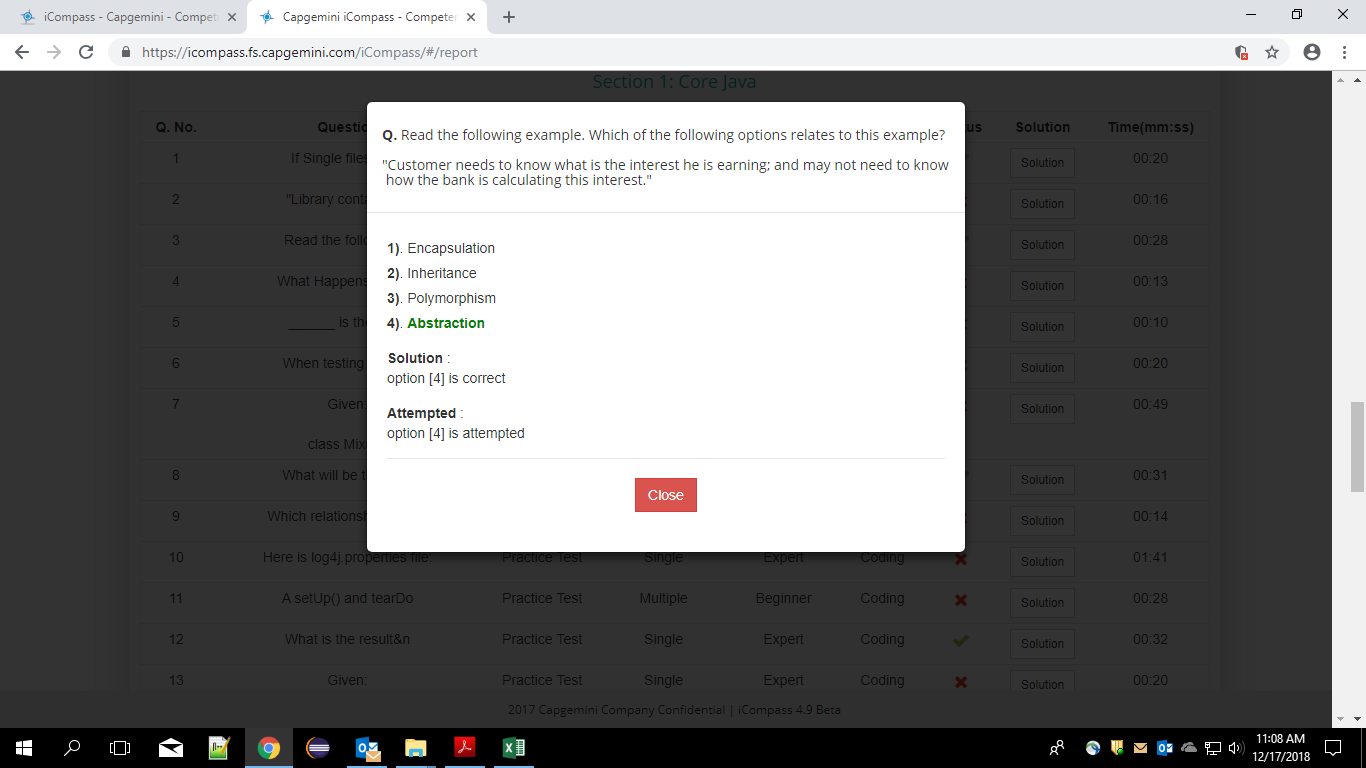 iCompass - Capgemini - Compet
Capgemini iCompass - Competen
https://icompass.fs.capgemini.com/iCompass/#/report
Section 1: Core Java
Q. No. Questio us Solution Time(mm:ss)
Q. Read the following example. Which of the following options relates to this example?
"Customer needs to know what is the interest he is earning; and may not need to know
how the bank is calculating this interest."
1). Encapsulation
2). Inheritance
3). Polymorphism
4). Abstraction
Solution :
option [4] is correct
Attempted :
option [4] is attempted
Close
1 If Single files Solution 00:20
2 "Library conta Solution 00:16
3 Read the follo Solution 00:28
4 What Happens Solution 00:13
5 ______ is the Solution 00:10
6 When testing Solution 00:20
7 Given: Solution 00:49
class Mix
8 What will be t Solution 00:31
9 Which relationsh Solution 00:14
10 Here is log4j.properties file. Practice Test Single Expert Coding Solution 01:41
11 A setUp() and tearDo Practice Test Multiple Beginner Coding Solution 00:28
12 What is the result&n Practice Test Single Expert Coding Solution 00:32
13 Given: Practice Test Single Expert Coding Solution 00:20
2017 Capgemini Company Confidential | iCompass 4.9 Beta
11:08 AM
12/17/2018